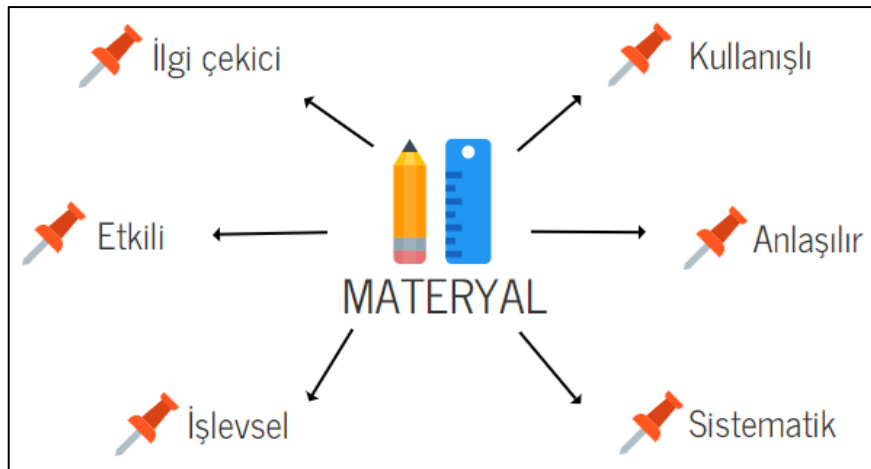 İlgi çekici
Kullanışlı
Etkili
Anlaşılır
MATERYAL
İşlevsel
Sistematik